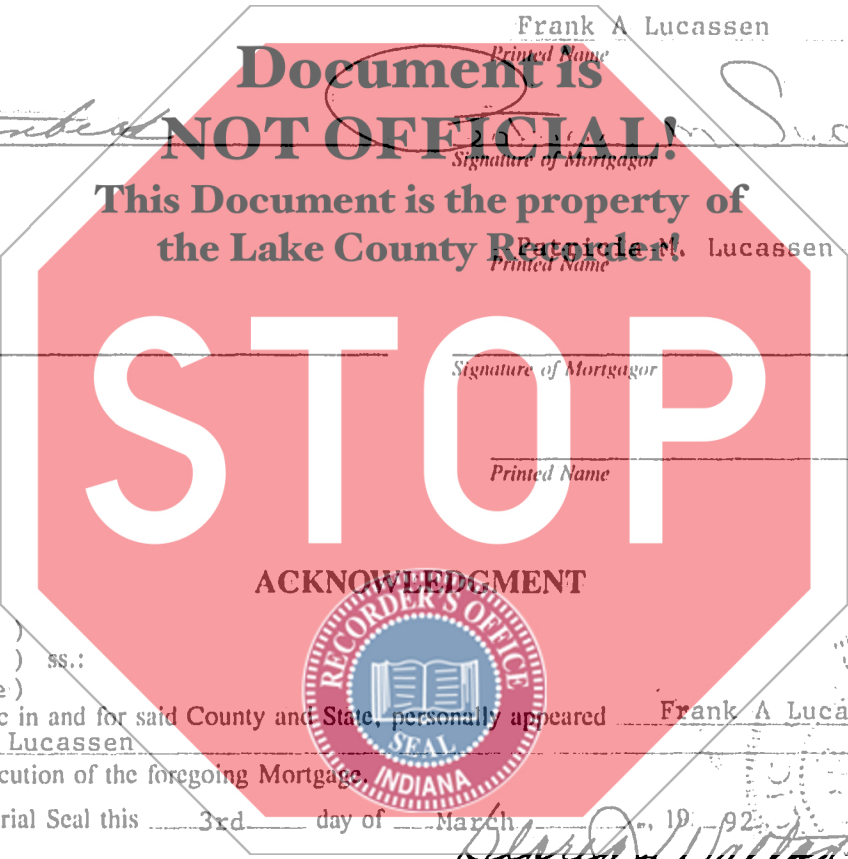 Frank A Lucassen
Printed Name
Document is
NOT OFFICIAL!
Signature of Mortgagor
This Document is the property of
the Lake County Recorder!
Patricia M. Lucassen
Printed Name
STOP
Signature of Mortgagor
Printed Name
ACKNOWLEDGMENT
)
) ss.:
e)
RECORDER'S OFFICE
SEAL
INDIANA
c in and for said County and State, personally appeared Frank A Luca
Lucassen
cution of the foregoing Mortgage.
rial Seal this 3rd day of March, 19 92